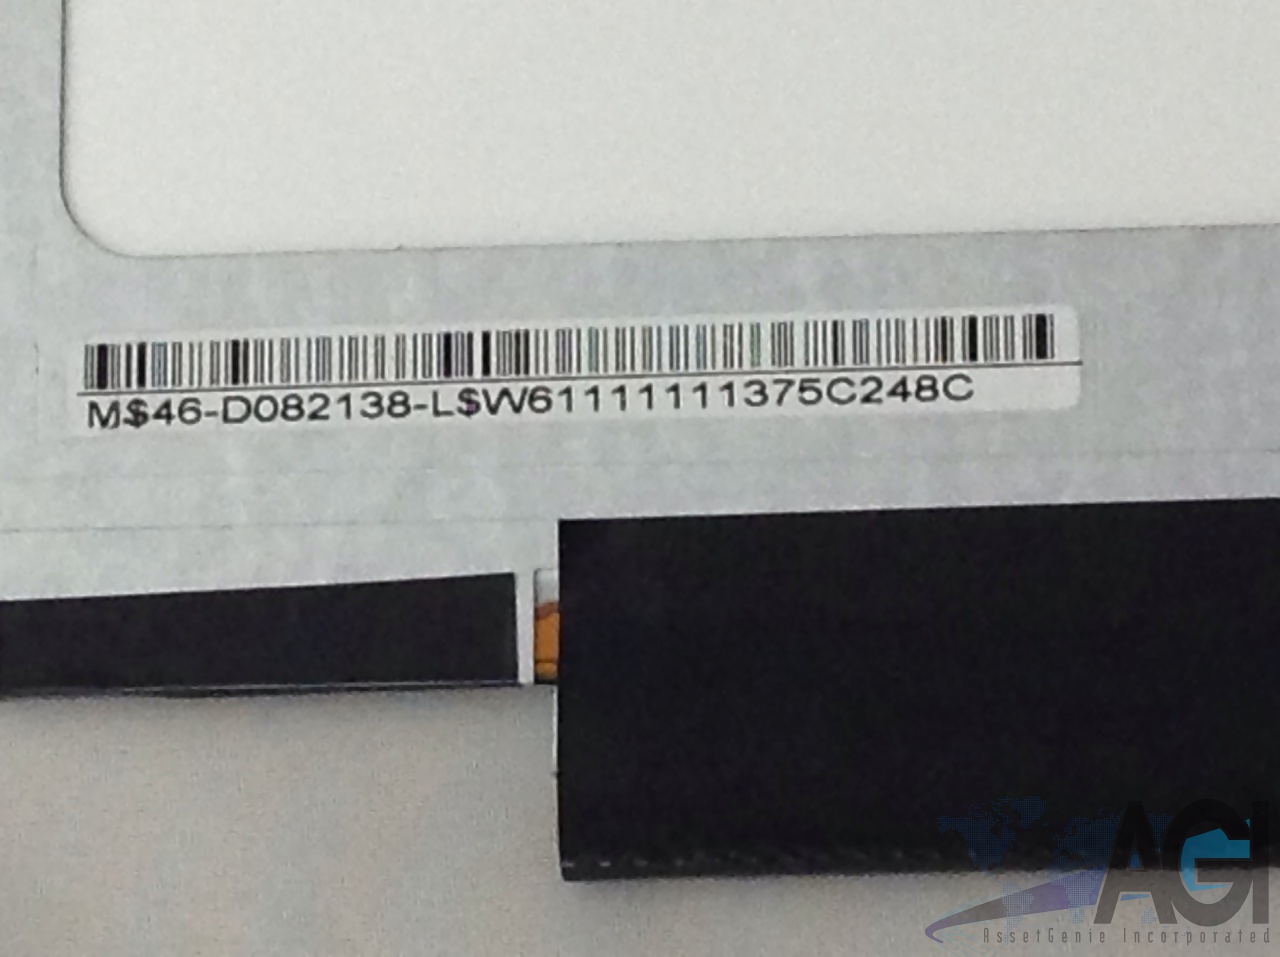 M$46-D082138-L$W61111111375C248C
AGI
AssetGenie Incorporated